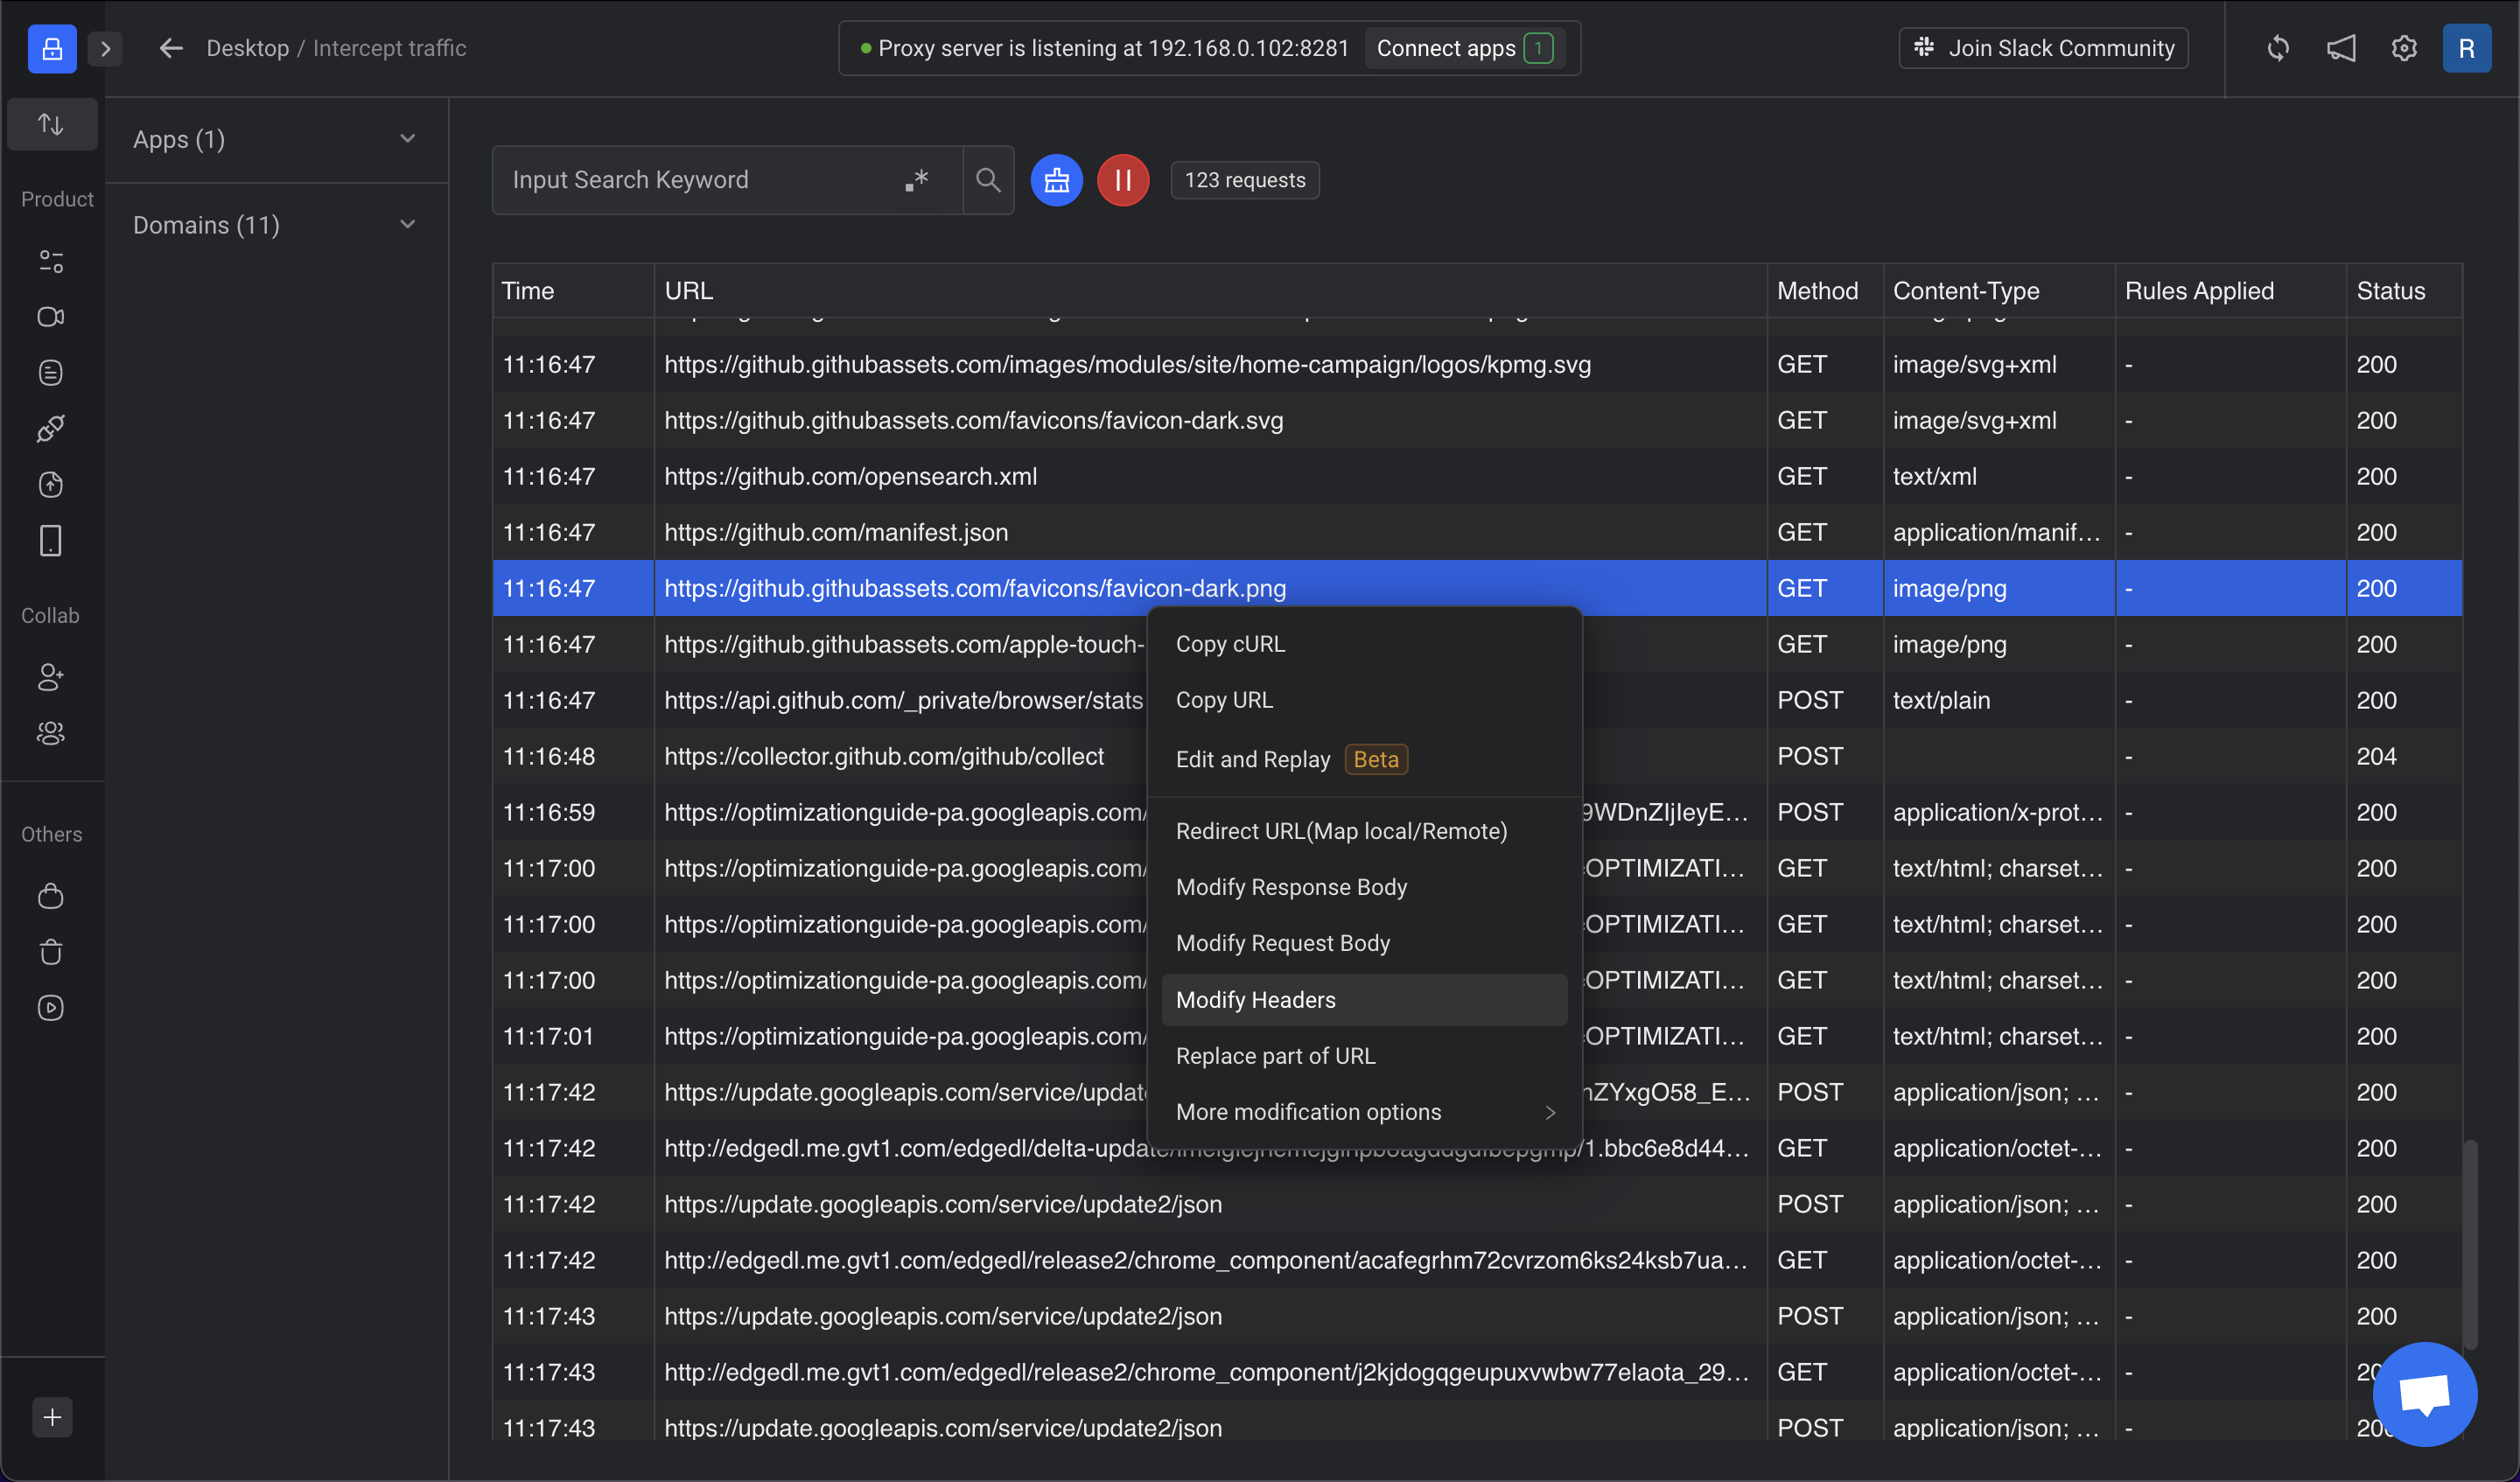 Desktop / Intercept traffic
Proxy server is listening at 192.168.0.102:8281 Connect apps 1
Join Slack Community
R
Product
Collab
Others
Apps (1)
Domains (11)
Input Search Keyword .*
123 requests
Time URL Method Content-Type Rules Applied Status
11:16:47 https://github.githubassets.com/images/modules/site/home-campaign/logos/kpmg.svg GET image/svg+xml - 200
11:16:47 https://github.githubassets.com/favicons/favicon-dark.svg GET image/svg+xml - 200
11:16:47 https://github.com/opensearch.xml GET text/xml - 200
11:16:47 https://github.com/manifest.json GET application/manif... - 200
11:16:47 https://github.githubassets.com/favicons/favicon-dark.png GET image/png - 200
11:16:47 https://github.githubassets.com/apple-touch- GET image/png - 200
11:16:47 https://api.github.com/_private/browser/stats POST text/plain - 200
11:16:48 https://collector.github.com/github/collect POST - 204
11:16:59 https://optimizationguide-pa.googleapis.com/ 9WDnZIjIeyE... POST application/x-prot... - 200
11:17:00 https://optimizationguide-pa.googleapis.com/ OPTIMIZATI... GET text/html; charset... - 200
11:17:00 https://optimizationguide-pa.googleapis.com/ OPTIMIZATI... GET text/html; charset... - 200
11:17:00 https://optimizationguide-pa.googleapis.com/ OPTIMIZATI... GET text/html; charset... - 200
11:17:01 https://optimizationguide-pa.googleapis.com/ OPTIMIZATI... GET text/html; charset... - 200
11:17:42 https://update.googleapis.com/service/updat nZYxgO58_E... POST application/json; ... - 200
11:17:42 http://edgedl.me.gvt1.com/edgedl/delta-update/ /1.bbc6e8d44... GET application/octet-... - 200
11:17:42 https://update.googleapis.com/service/update2/json POST application/json; ... - 200
11:17:42 http://edgedl.me.gvt1.com/edgedl/release2/chrome_component/acafegrhm72cvrzom6ks24ksb7ua... GET application/octet-... - 200
11:17:43 https://update.googleapis.com/service/update2/json POST application/json; ... - 200
11:17:43 http://edgedl.me.gvt1.com/edgedl/release2/chrome_component/j2kjdogqgeupuxvwbw77elaota_29... GET application/octet-... - 20
11:17:43 https://update.googleapis.com/service/update2/json POST application/json; ... - 20
Copy cURL
Copy URL
Edit and Replay Beta
Redirect URL(Map local/Remote)
Modify Response Body
Modify Request Body
Modify Headers
Replace part of URL
More modification options